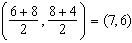 (6+8/2, 8+4/2) = (7,6)